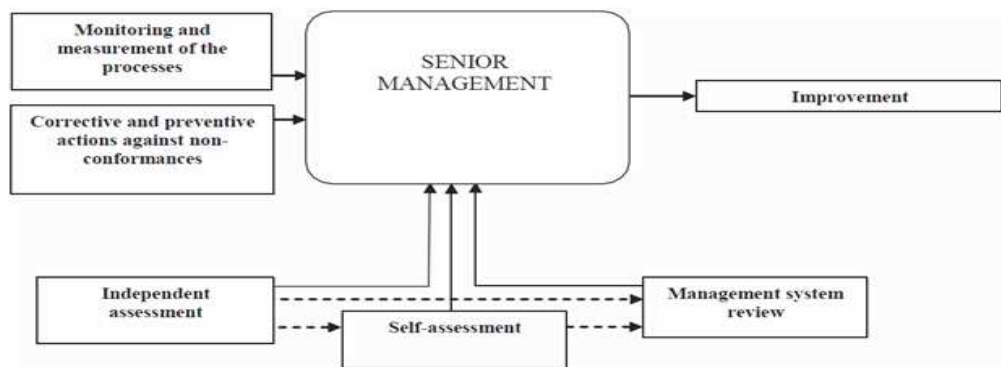 Monitoring and
measurement of the
processes
Corrective and preventive
actions against non-
conformances
SENIOR
MANAGEMENT
Improvement
Independent
assessment
Self-assessment
Management system
review